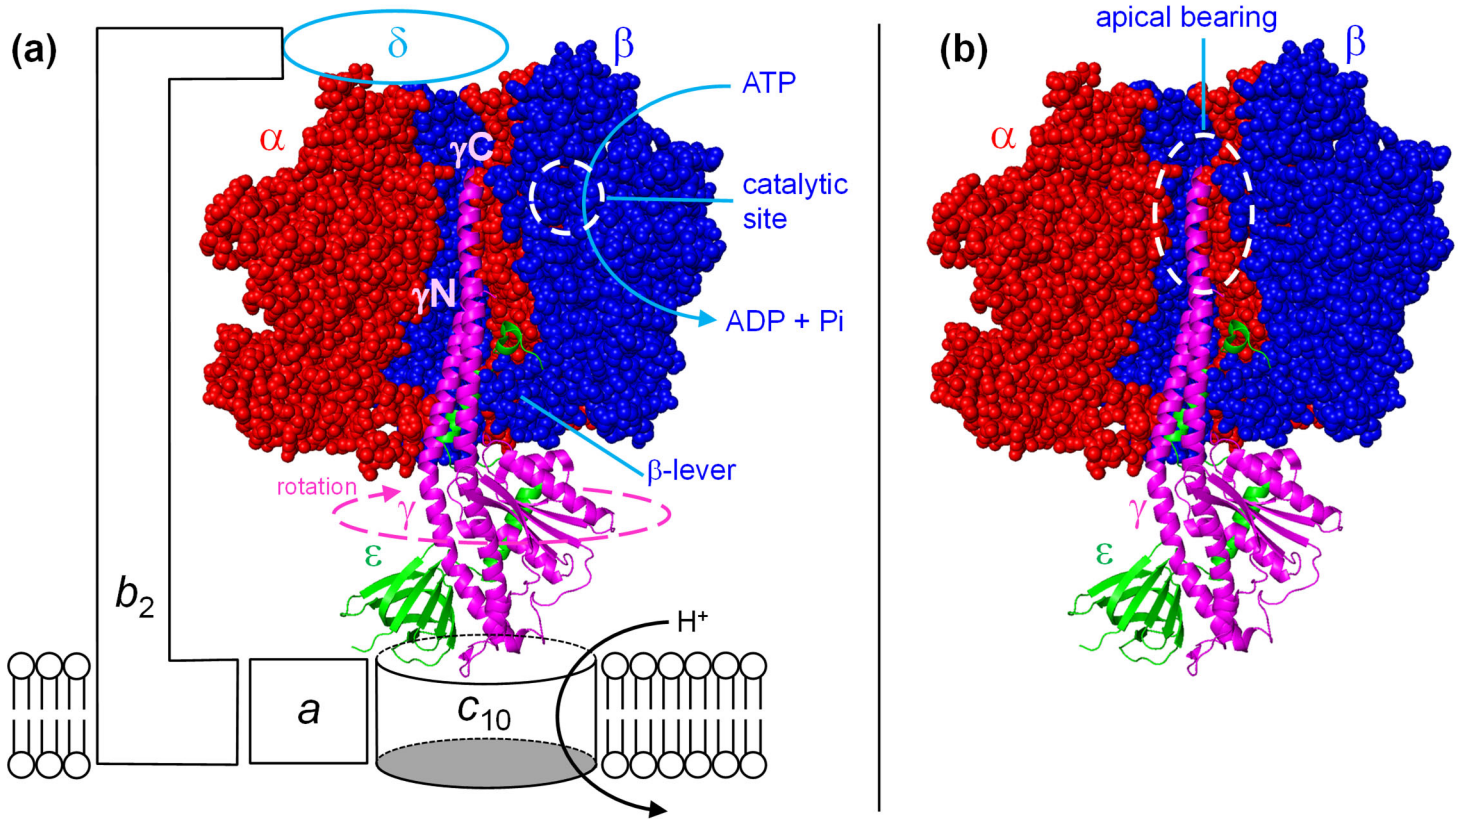 (a)
δ
β
ATP
α
γC
catalytic
site
γN
ADP + Pi
β-lever
rotation
γ
ε
b2
H+
a
c10
(b)
apical bearing
β
α
γ
ε